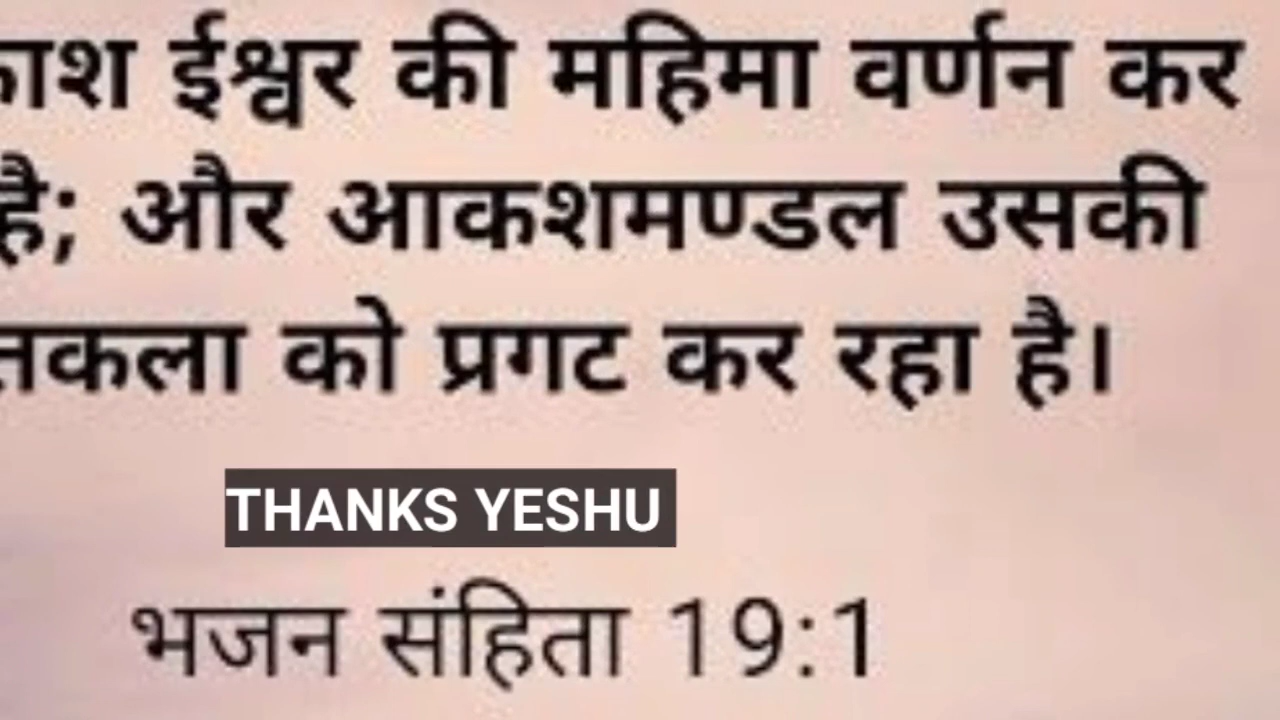 ईश्वर की महिमा वर्णन कर
है; और आकशमण्डल उसकी
को प्रगट कर रहा है।
THANKS YESHU
भजन संहिता 19:1